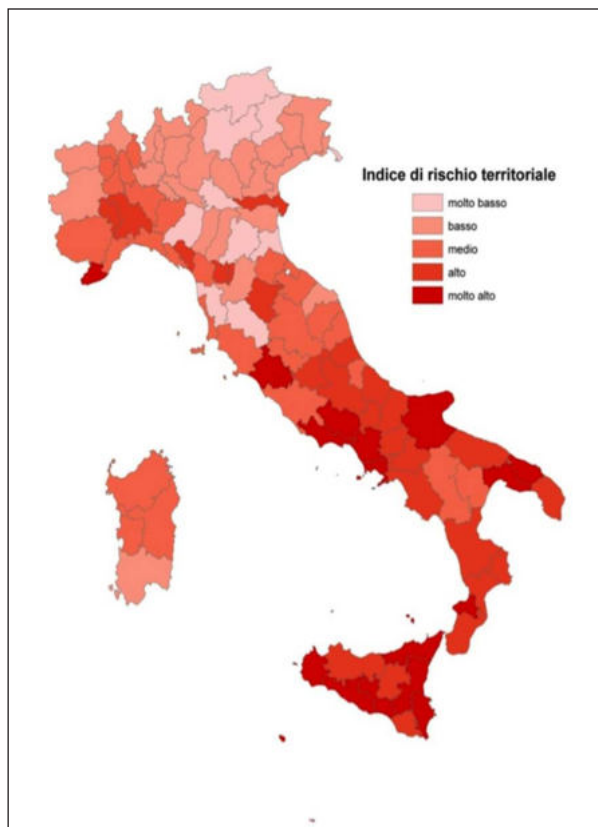 Indice di rischio territoriale
molto basso
basso
medio
alto
molto alto